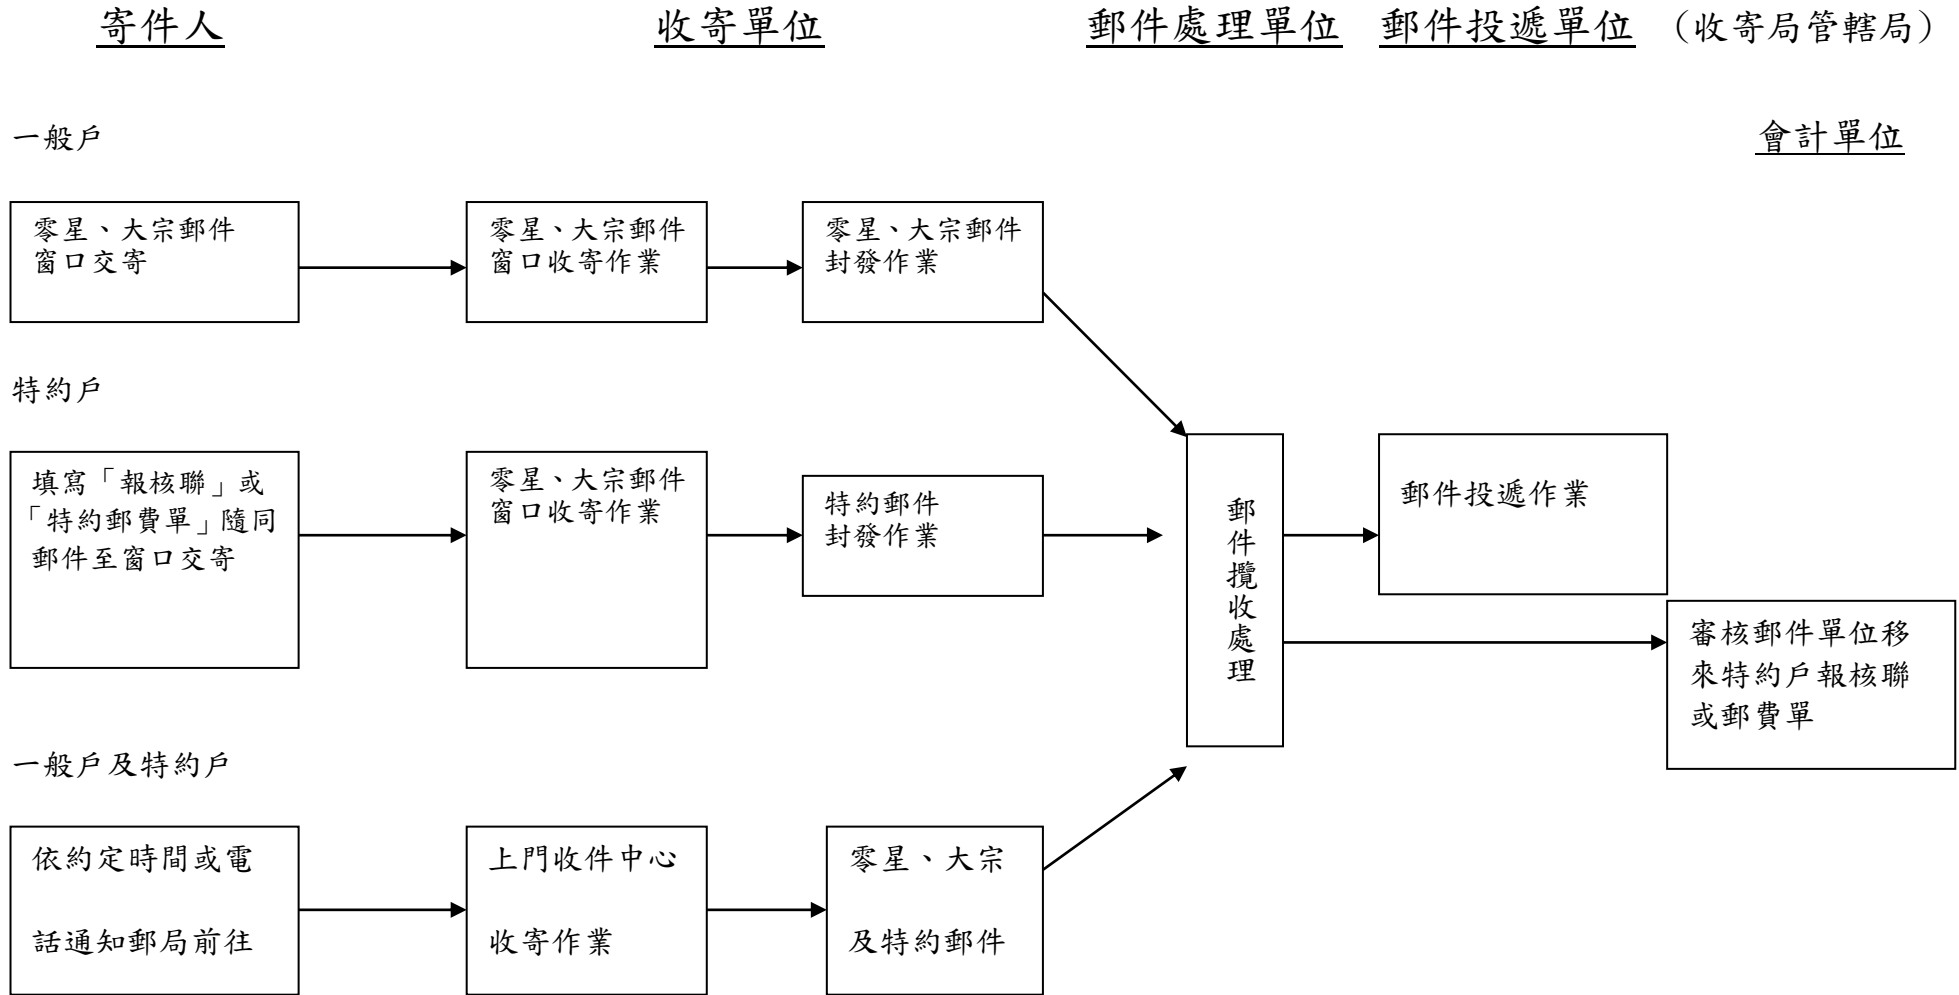 寄件人
收寄單位
郵件處理單位
郵件投遞單位
（收寄局管轄局）
會計單位
一般戶
零星、大宗郵件
窗口交寄
零星、大宗郵件
窗口收寄作業
零星、大宗郵件
封發作業
特約戶
填寫「報核聯」或
「特約郵費單」隨同
郵件至窗口交寄
零星、大宗郵件
窗口收寄作業
特約郵件
封發作業
郵件攬收處理
郵件投遞作業
審核郵件單位移
來特約戶報核聯
或郵費單
一般戶及特約戶
依約定時間或電
話通知郵局前往
上門收件中心
收寄作業
零星、大宗
及特約郵件